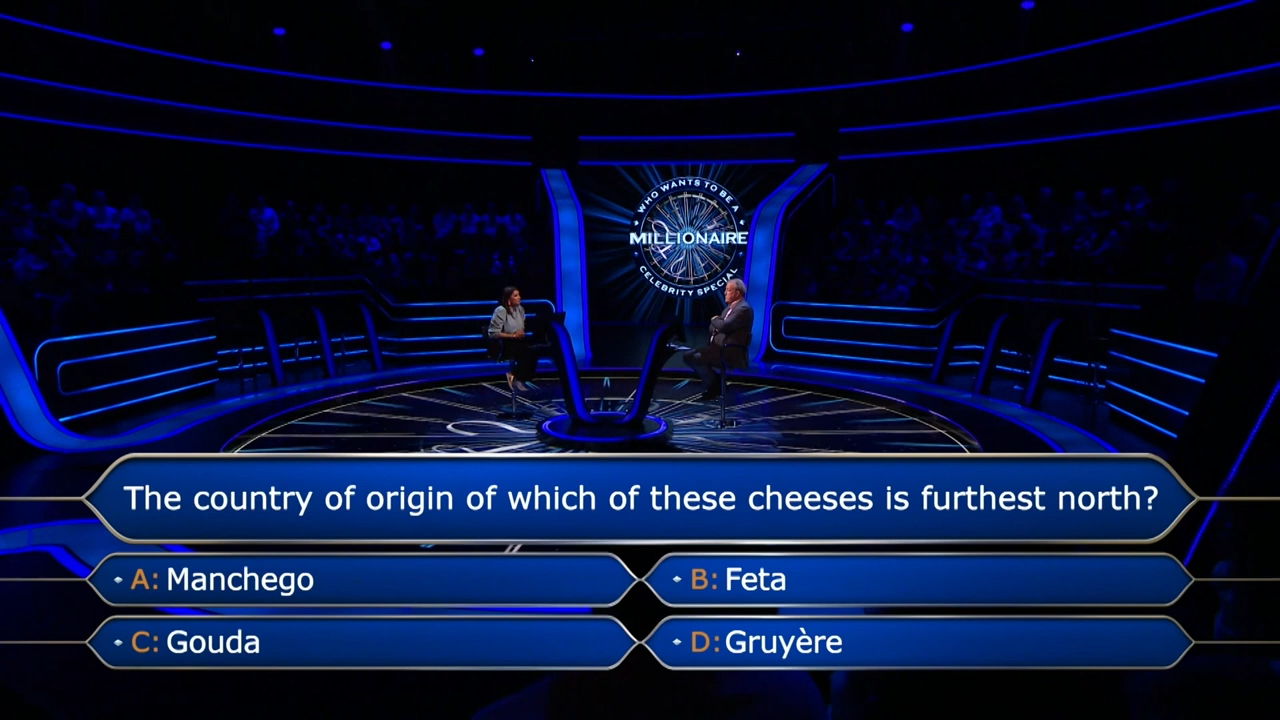 WHO WANTS TO BE A
MILLIONAIRE
CELEBRITY SPECIAL
The country of origin of which of these cheeses is furthest north?
A: Manchego
B: Feta
C: Gouda
D: Gruyère